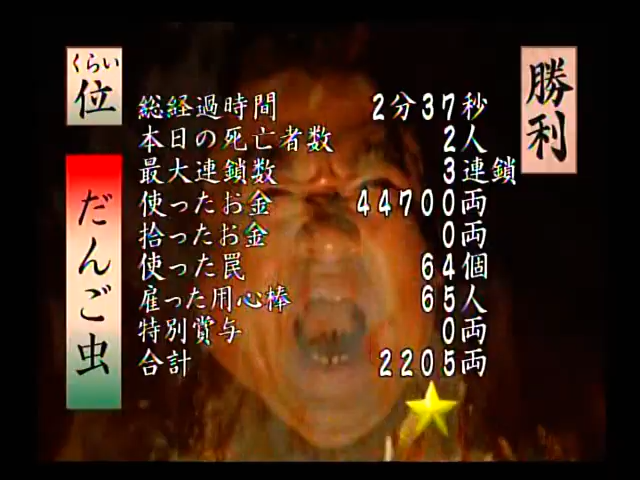 勝利
くらい
位
だんご虫
総経過時間 2分37秒
本日の死亡者数 2人
最大連鎖数 3連鎖
使ったお金 44700両
拾ったお金 0両
使った罠 64個
雇った用心棒 65人
特別賞与 0両
合計 2205両